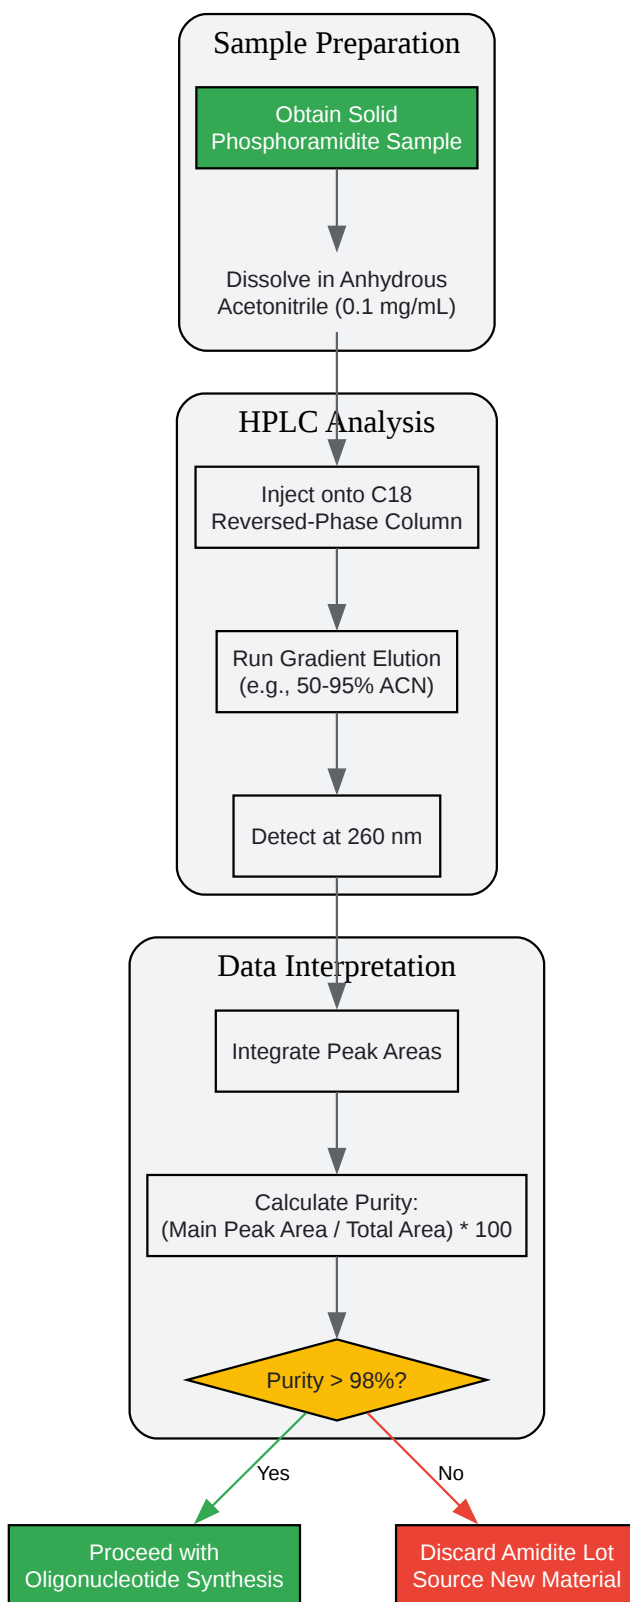 Sample Preparation
Obtain Solid
Phosphoramidite Sample
Dissolve in Anhydrous
Acetonitrile (0.1 mg/mL)
HPLC Analysis
Inject onto C18
Reversed-Phase Column
Run Gradient Elution
(e.g., 50-95% ACN)
Detect at 260 nm
Data Interpretation
Integrate Peak Areas
Calculate Purity:
(Main Peak Area / Total Area) * 100
Purity > 98%?
Yes
No
Proceed with
Oligonucleotide Synthesis
Discard Amidite Lot
Source New Material